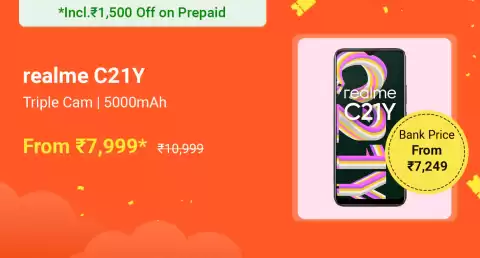 *Incl.₹1,500 Off on Prepaid
realme C21Y
Triple Cam | 5000mAh
From ₹7,999* ₹10,999
realme
C21Y
C21Y
Bank Price
From
₹7,249